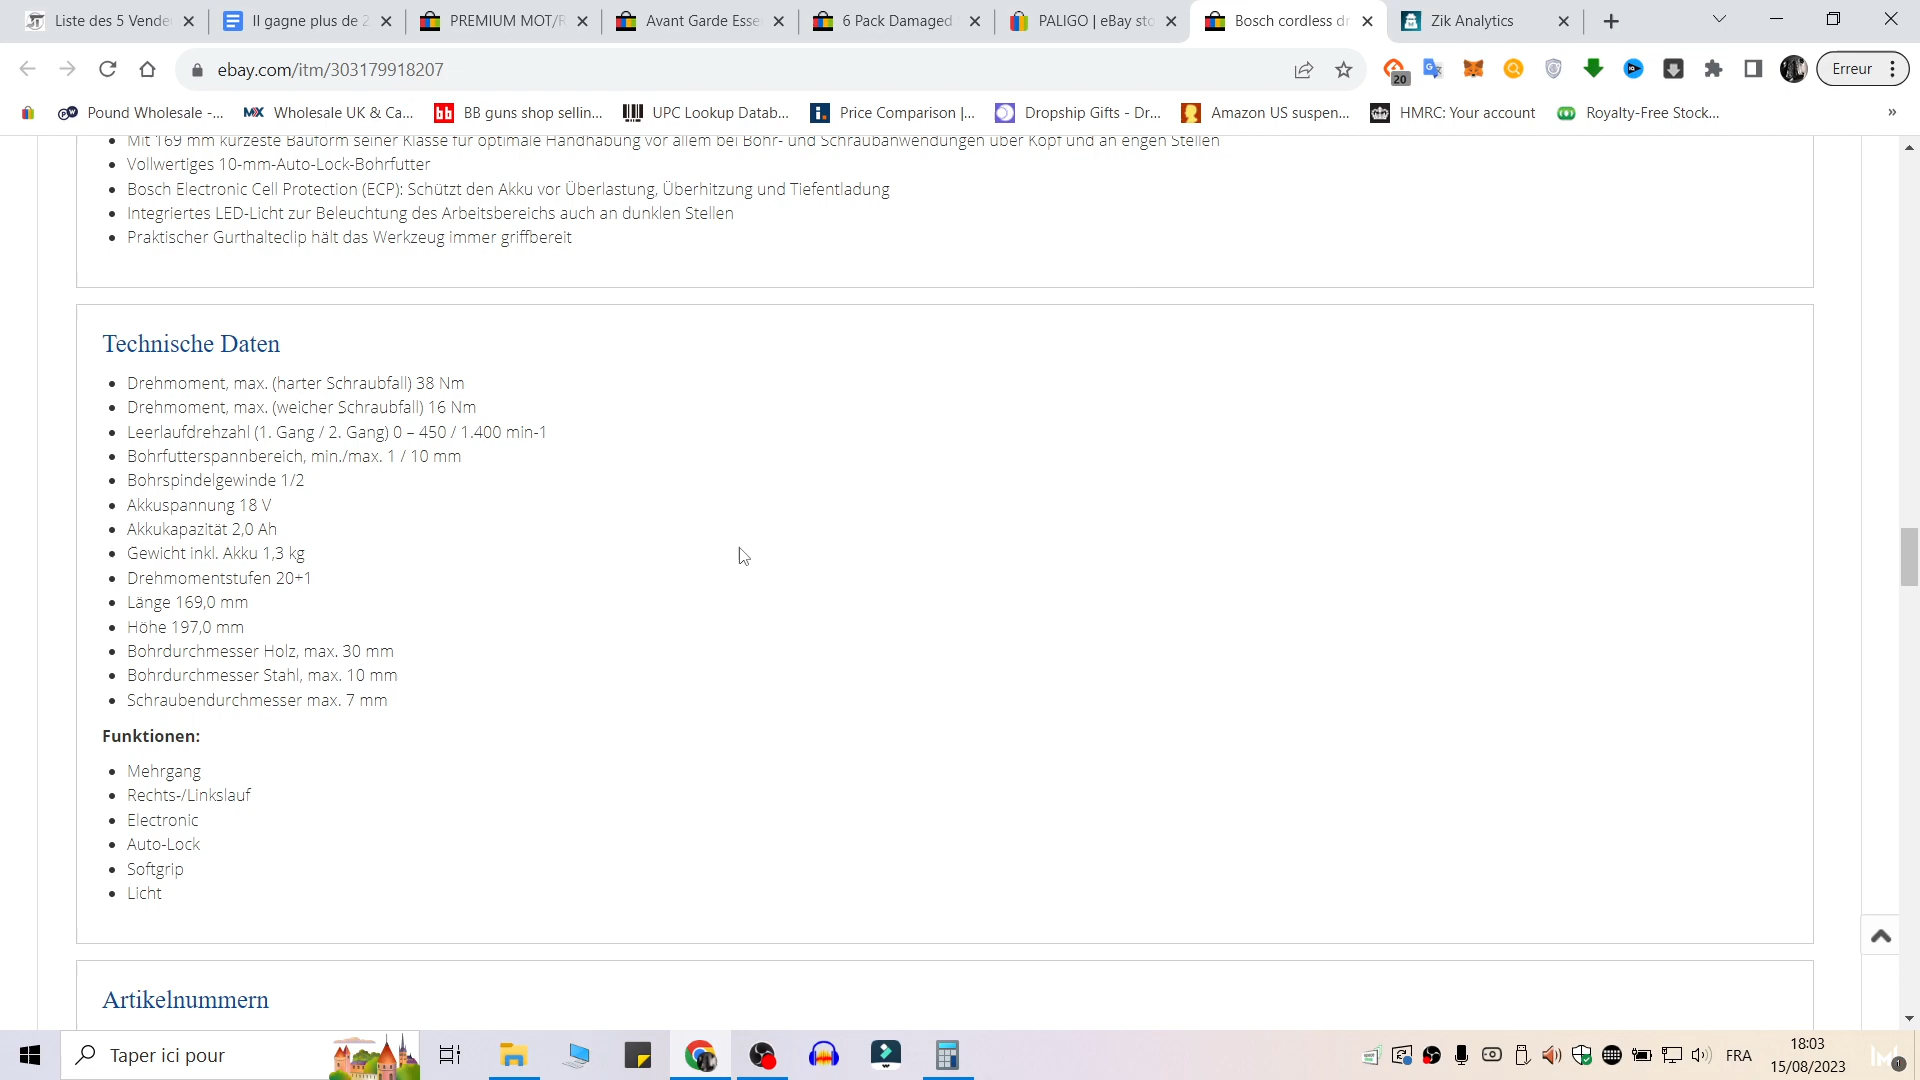 Liste des 5 Vende
Il gagne plus de 2
PREMIUM MOT/R
Avant Garde Esse
6 Pack Damaged
PALIGO | eBay sto
Bosch cordless dr
Zik Analytics
ebay.com/itm/303179918207
20
Erreur
Pound Wholesale -...
Wholesale UK & Ca...
BB guns shop sellin...
UPC Lookup Datab...
Price Comparison |...
Dropship Gifts - Dr...
Amazon US suspen...
HMRC: Your account
Royalty-Free Stock...
»
Mit 169 mm kürzeste Bauform seiner Klasse für optimale Handhabung vor allem bei Bohr- und Schraubanwendungen über Kopf und an engen Stellen
Vollwertiges 10-mm-Auto-Lock-Bohrfutter
Bosch Electronic Cell Protection (ECP): Schützt den Akku vor Überlastung, Überhitzung und Tiefentladung
Integriertes LED-Licht zur Beleuchtung des Arbeitsbereichs auch an dunklen Stellen
Praktischer Gurthalteclip hält das Werkzeug immer griffbereit
Technische Daten
Drehmoment, max. (harter Schraubfall) 38 Nm
Drehmoment, max. (weicher Schraubfall) 16 Nm
Leerlaufdrehzahl (1. Gang / 2. Gang) 0 – 450 / 1.400 min-1
Bohrfutterspannbereich, min./max. 1 / 10 mm
Bohrspindelgewinde 1/2
Akkuspannung 18 V
Akkukapazität 2,0 Ah
Gewicht inkl. Akku 1,3 kg
Drehmomentstufen 20+1
Länge 169,0 mm
Höhe 197,0 mm
Bohrdurchmesser Holz, max. 30 mm
Bohrdurchmesser Stahl, max. 10 mm
Schraubendurchmesser max. 7 mm
Funktionen:
Mehrgang
Rechts-/Linkslauf
Electronic
Auto-Lock
Softgrip
Licht
Artikelnummern
Taper ici pour
FRA
18:03
15/08/2023
1